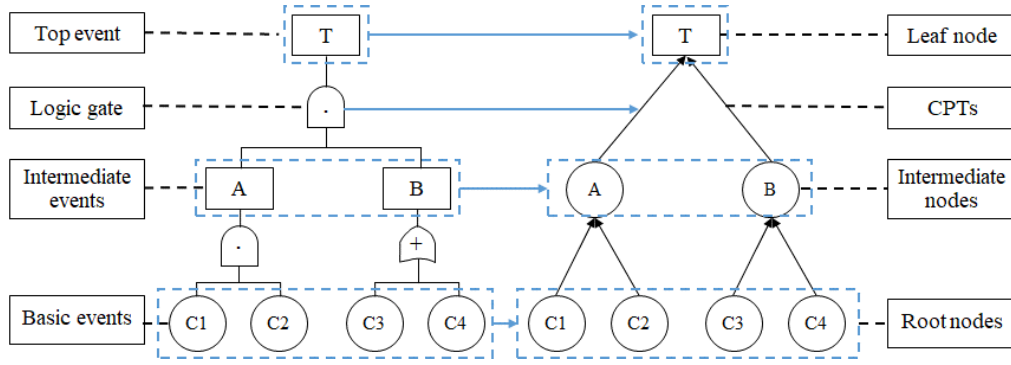 Top event
T
T
Leaf node
Logic gate
.
CPTs
Intermediate
events
A
B
A
B
Intermediate
nodes
.
+
Basic events
C1
C2
C3
C4
C1
C2
C3
C4
Root nodes